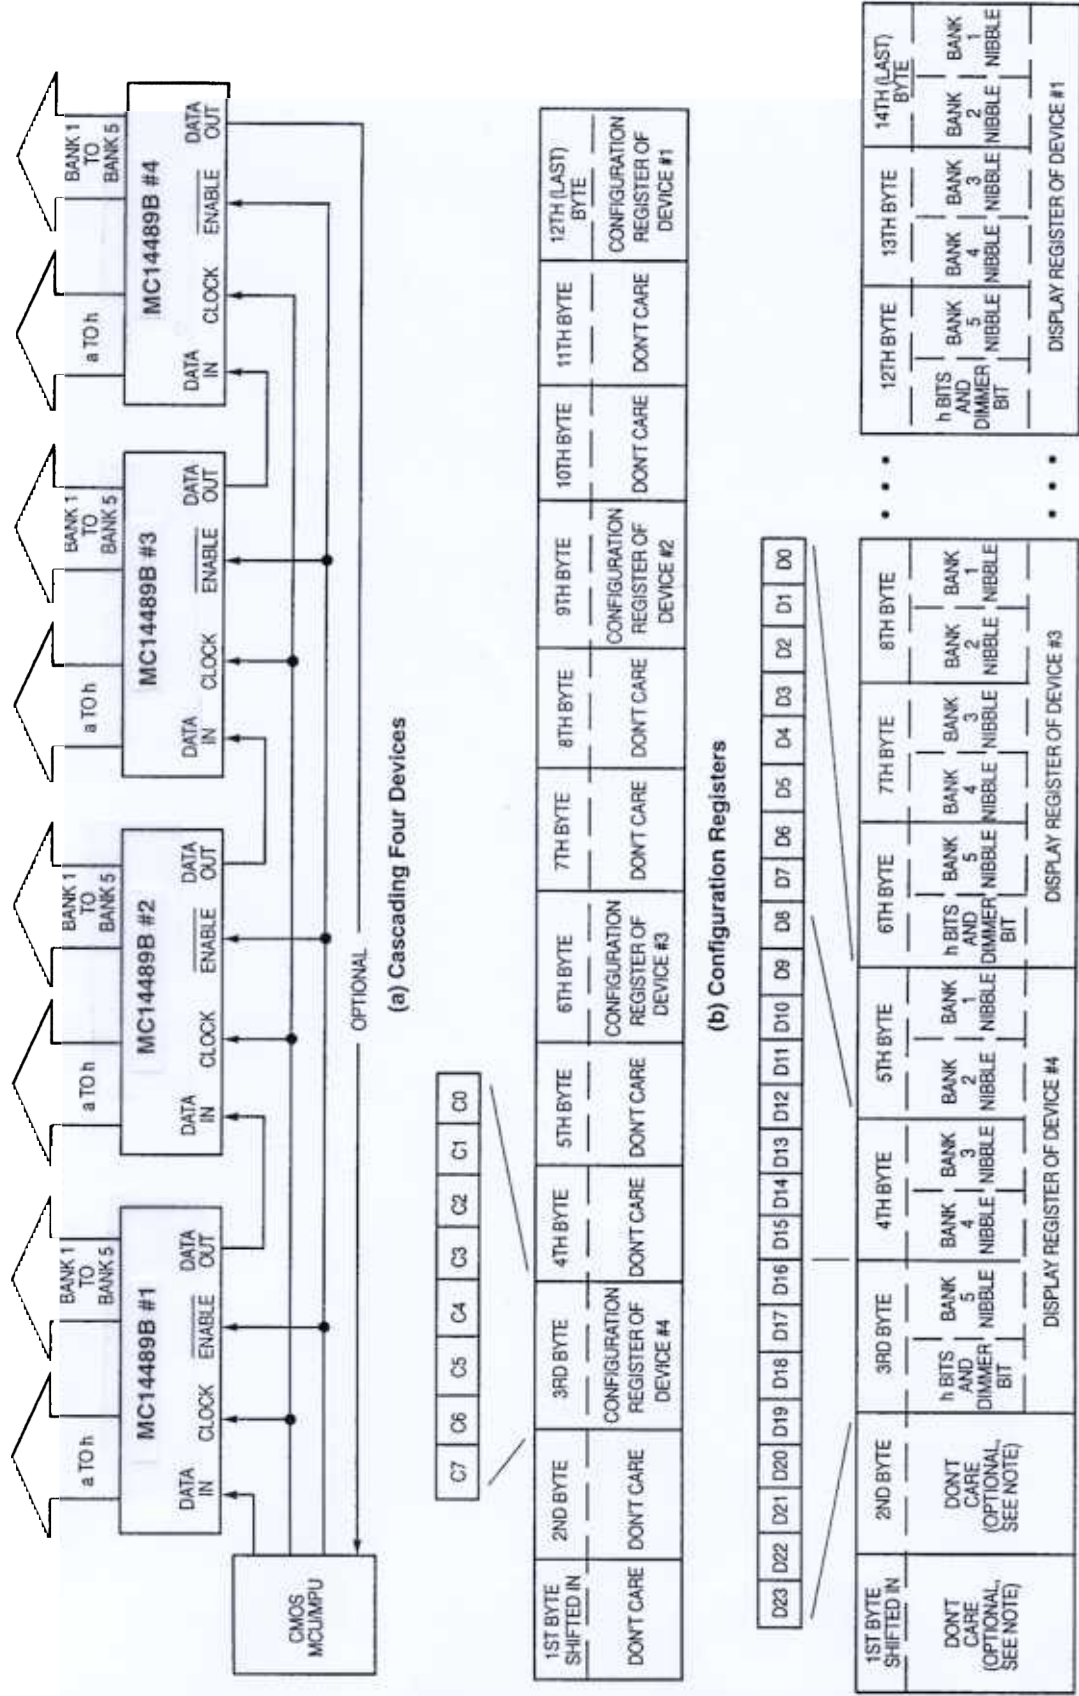 a TO h
BANK 1
TO
BANK 5
a TO h
BANK 1
TO
BANK 5
a TO h
BANK 1
TO
BANK 5
a TO h
BANK 1
TO
BANK 5
MC14489B #1
DATA
IN
CLOCK
ENABLE
DATA
OUT
MC14489B #2
DATA
IN
CLOCK
ENABLE
DATA
OUT
MC14489B #3
DATA
IN
CLOCK
ENABLE
DATA
OUT
MC14489B #4
DATA
IN
CLOCK
ENABLE
DATA
OUT
CMOS
MCU/MPU
OPTIONAL
(a) Cascading Four Devices
C7 C6 C5 C4 C3 C2 C1 C0
1ST BYTE
SHIFTED IN
DON'T CARE
2ND BYTE
DON'T CARE
3RD BYTE
CONFIGURATION
REGISTER OF
DEVICE #4
4TH BYTE
DON'T CARE
5TH BYTE
DON'T CARE
6TH BYTE
CONFIGURATION
REGISTER OF
DEVICE #3
7TH BYTE
DON'T CARE
8TH BYTE
DON'T CARE
9TH BYTE
CONFIGURATION
REGISTER OF
DEVICE #2
10TH BYTE
DON'T CARE
11TH BYTE
DON'T CARE
12TH (LAST)
BYTE
CONFIGURATION
REGISTER OF
DEVICE #1
(b) Configuration Registers
D23 D22 D21 D20 D19 D18 D17 D16 D15 D14 D13 D12 D11 D10 D9 D8 D7 D6 D5 D4 D3 D2 D1 D0
1ST BYTE
SHIFTED IN
DON'T
CARE
(OPTIONAL,
SEE NOTE)
2ND BYTE
DON'T
CARE
(OPTIONAL,
SEE NOTE)
3RD BYTE
h BITS
AND
DIMMER
BIT
BANK
5
NIBBLE
4TH BYTE
BANK
4
NIBBLE
BANK
3
NIBBLE
5TH BYTE
BANK
2
NIBBLE
BANK
1
NIBBLE
DISPLAY REGISTER OF DEVICE #4
6TH BYTE
h BITS
AND
DIMMER
BIT
BANK
5
NIBBLE
7TH BYTE
BANK
4
NIBBLE
BANK
3
NIBBLE
8TH BYTE
BANK
2
NIBBLE
BANK
1
NIBBLE
DISPLAY REGISTER OF DEVICE #3
• • •
• • •
12TH BYTE
h BITS
AND
DIMMER
BIT
BANK
5
NIBBLE
13TH BYTE
BANK
4
NIBBLE
BANK
3
NIBBLE
14TH (LAST)
BYTE
BANK
2
NIBBLE
BANK
1
NIBBLE
DISPLAY REGISTER OF DEVICE #1